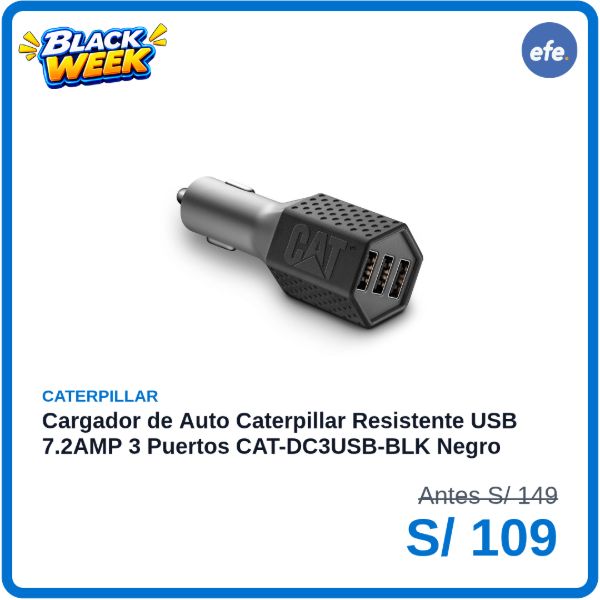 BLACK
WEEK
efe.
CAT
CATERPILLAR
Cargador de Auto Caterpillar Resistente USB
7.2AMP 3 Puertos CAT-DC3USB-BLK Negro
Antes S/ 149
S/ 109